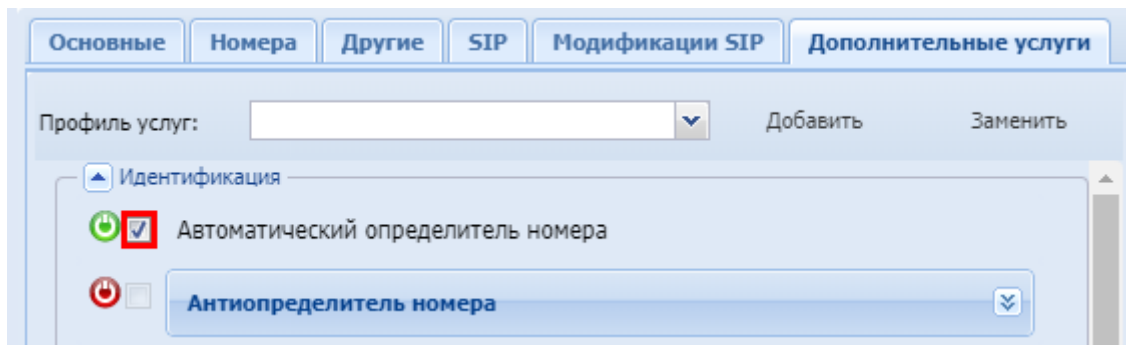 Основные Номера Другие SIP Модификации SIP Дополнительные услуги
Профиль услуг: Добавить Заменить
Идентификация
Автоматический определитель номера
Антиопределитель номера